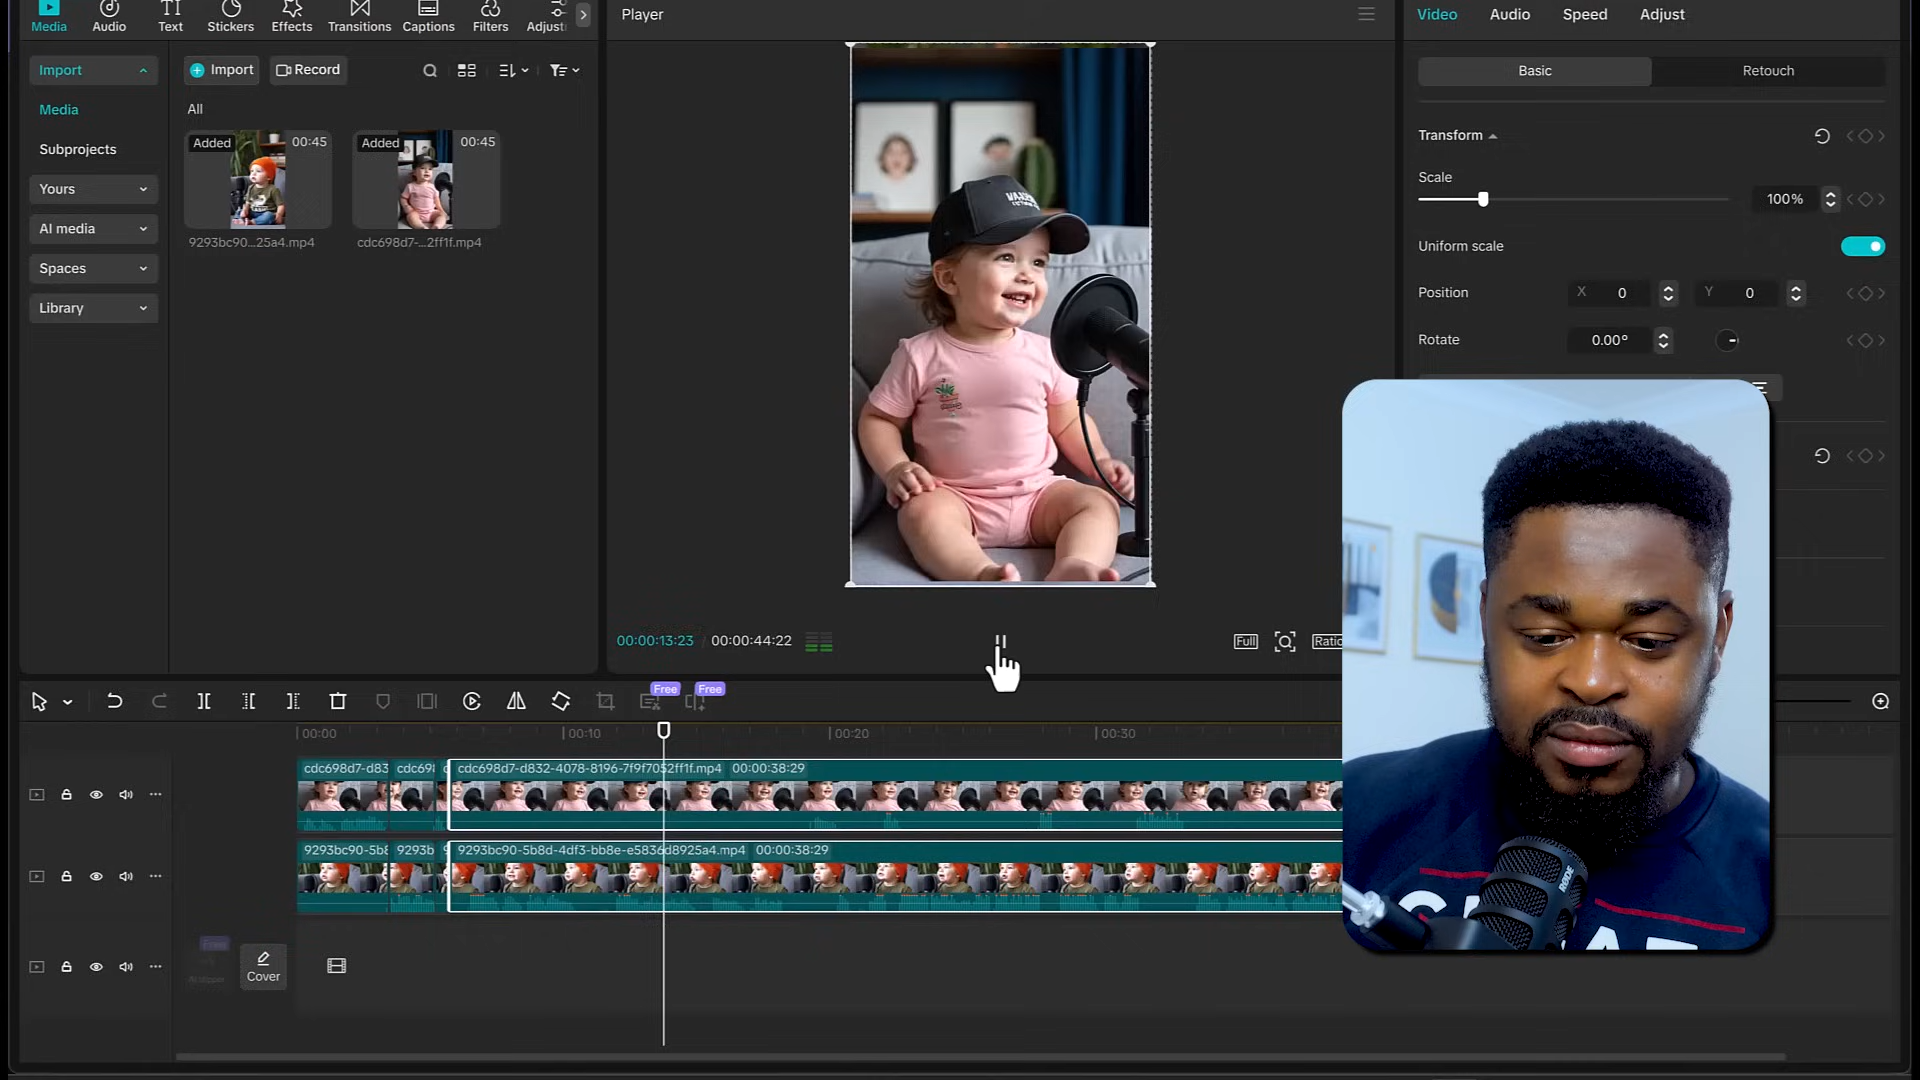 Media
Audio
Text
Stickers
Effects
Transitions
Captions
Filters
Adjust
Player
Video
Audio
Speed
Adjust
Import
Import
Record
Basic
Retouch
Media
All
Added
00:45
Added
00:45
Transform
Subprojects
Scale
100%
Yours
AI media
9293bc90...25a4.mp4
cdc698d7-...2ff1f.mp4
Uniform scale
Spaces
Position
X
0
Y
0
Library
Rotate
0.00°
00:00:13:23 / 00:00:44:22
Full
Ratio
Free
Free
00:00
00:10
00:20
00:30
cdc698d7-d83
cdc69
cdc698d7-d832-4078-8196-7f9f7052ff1f.mp4 00:00:38:29
9293bc90-5b8
9293b
9293bc90-5b8d-4df3-bb8e-e5836d8925a4.mp4 00:00:38:29
RØDE
Free
Cover